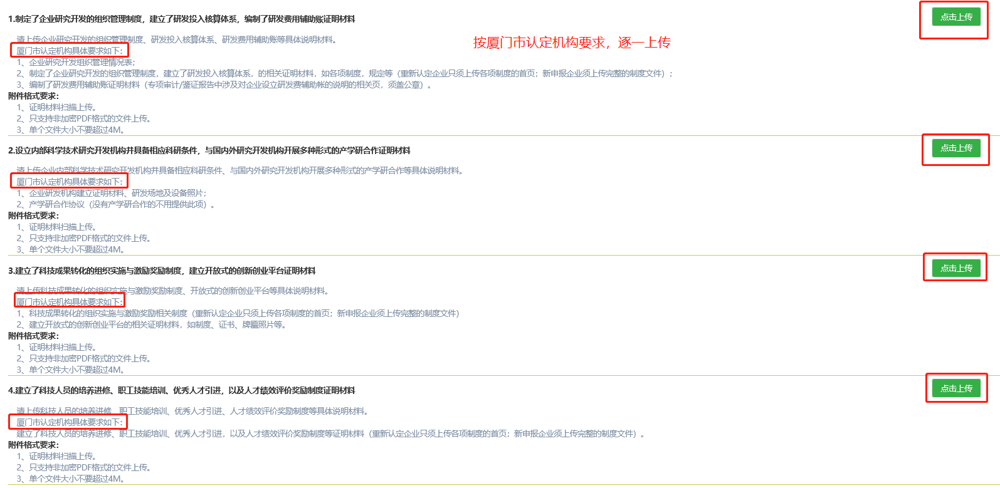 1.制定了企业研究开发的组织管理制度，建立了研发投入核算体系，编制了研发费用辅助账证明材料
点击上传
请上传企业研究开发的组织管理制度、研发投入核算体系、研发费用辅助账等具体说明材料。
按厦门市认定机构要求，逐一上传
厦门市认定机构具体要求如下：
1、企业研究开发组织管理情况表；
2、制定了企业研究开发的组织管理制度，建立了研发投入核算体系，的相关证明材料，如各项制度，规定等（重新认定企业只须上传各项制度的首页；新申报企业须上传完整的制度文件）；
3、编制了研发费用辅助账证明材料（专项审计/鉴证报告中涉及对企业设立研发费辅助帐的说明的相关页，须盖公章）。
附件格式要求：
1、证明材料扫描上传。
2、只支持非加密PDF格式的文件上传。
3、单个文件大小不要超过4M。
2.设立内部科学技术研究开发机构并具备相应科研条件，与国内外研究开发机构开展多种形式的产学研合作证明材料
点击上传
请上传企业内部科学技术研究开发机构并具备相应科研条件、与国内外研究开发机构开展多种形式的产学研合作等具体说明材料。
厦门市认定机构具体要求如下：
1、企业研发机构建立证明材料、研发场地及设备照片；
2、产学研合作协议（没有产学研合作的不用提供此项）。
附件格式要求：
1、证明材料扫描上传。
2、只支持非加密PDF格式的文件上传。
3、单个文件大小不要超过4M。
3.建立了科技成果转化的组织实施与激励奖励制度，建立开放式的创新创业平台证明材料
点击上传
请上传科技成果转化的组织实施与激励奖励制度、开放式的创新创业平台等具体说明材料。
厦门市认定机构具体要求如下：
1、科技成果转化的组织实施与激励奖励相关制度（重新认定企业只须上传各项制度的首页；新申报企业须上传完整的制度文件）
2、建立开放式的创新创业平台的相关证明材料，如制度、证书、牌匾照片等。
附件格式要求：
1、证明材料扫描上传。
2、只支持非加密PDF格式的文件上传。
3、单个文件大小不要超过4M。
4.建立了科技人员的培养进修、职工技能培训、优秀人才引进，以及人才绩效评价奖励制度证明材料
点击上传
请上传科技人员的培养进修、职工技能培训、优秀人才引进、人才绩效评价奖励制度等具体说明材料。
厦门市认定机构具体要求如下：
建立了科技人员的培养进修、职工技能培训、优秀人才引进，以及人才绩效评价奖励制度等证明材料（重新认定企业只须上传各项制度的首页；新申报企业须上传完整的制度文件）。
附件格式要求：
1、证明材料扫描上传。
2、只支持非加密PDF格式的文件上传。
3、单个文件大小不要超过4M。